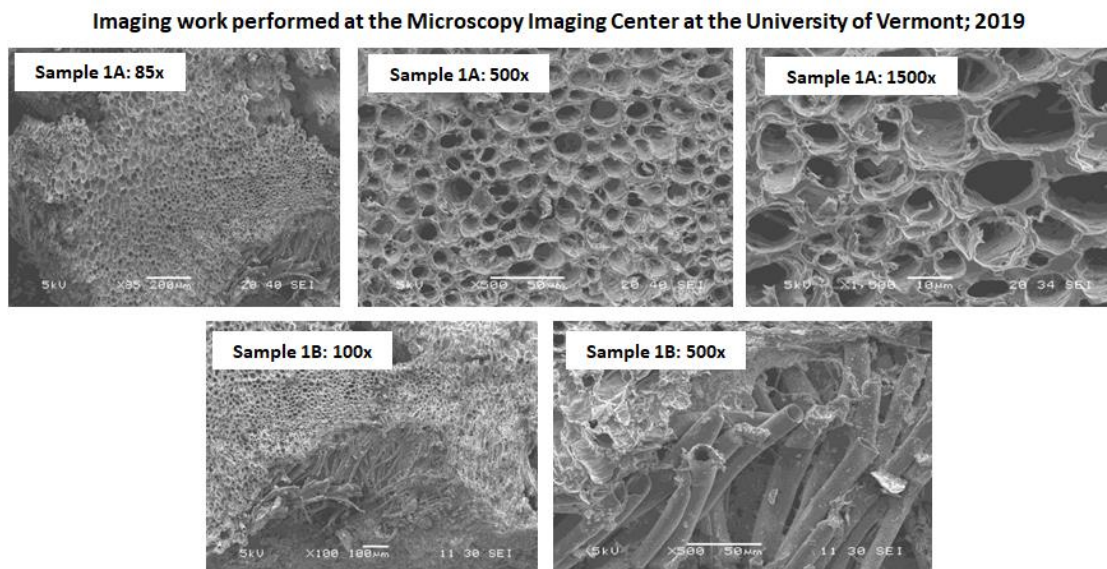 Imaging work performed at the Microscopy Imaging Center at the University of Vermont; 2019
Sample 1A: 85x
5kV X85 200µm 20 40 SEI
Sample 1A: 500x
5kV X500 50µm 20 40 SEI
Sample 1A: 1500x
5kV X1,500 10µm 20 34 SEI
Sample 1B: 100x
5kV X100 100µm 11 30 SEI
Sample 1B: 500x
5kV X500 50µm 11 30 SEI